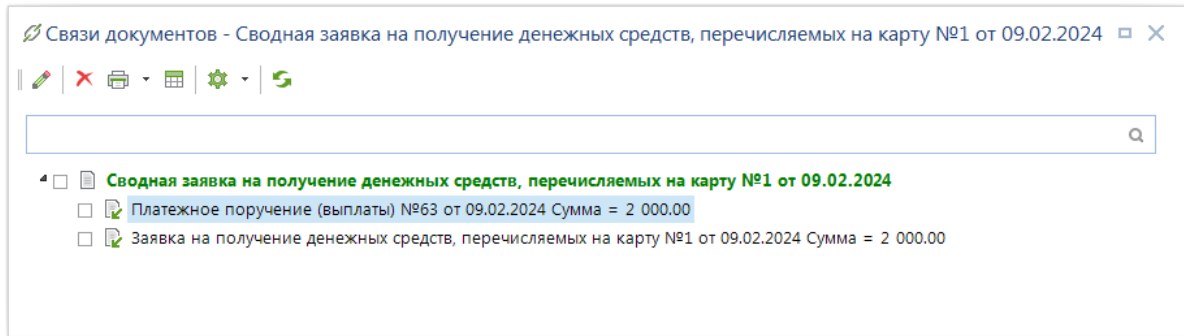 Связи документов - Сводная заявка на получение денежных средств, перечисляемых на карту №1 от 09.02.2024
Сводная заявка на получение денежных средств, перечисляемых на карту №1 от 09.02.2024
Платежное поручение (выплаты) №63 от 09.02.2024 Сумма = 2 000.00
Заявка на получение денежных средств, перечисляемых на карту №1 от 09.02.2024 Сумма = 2 000.00